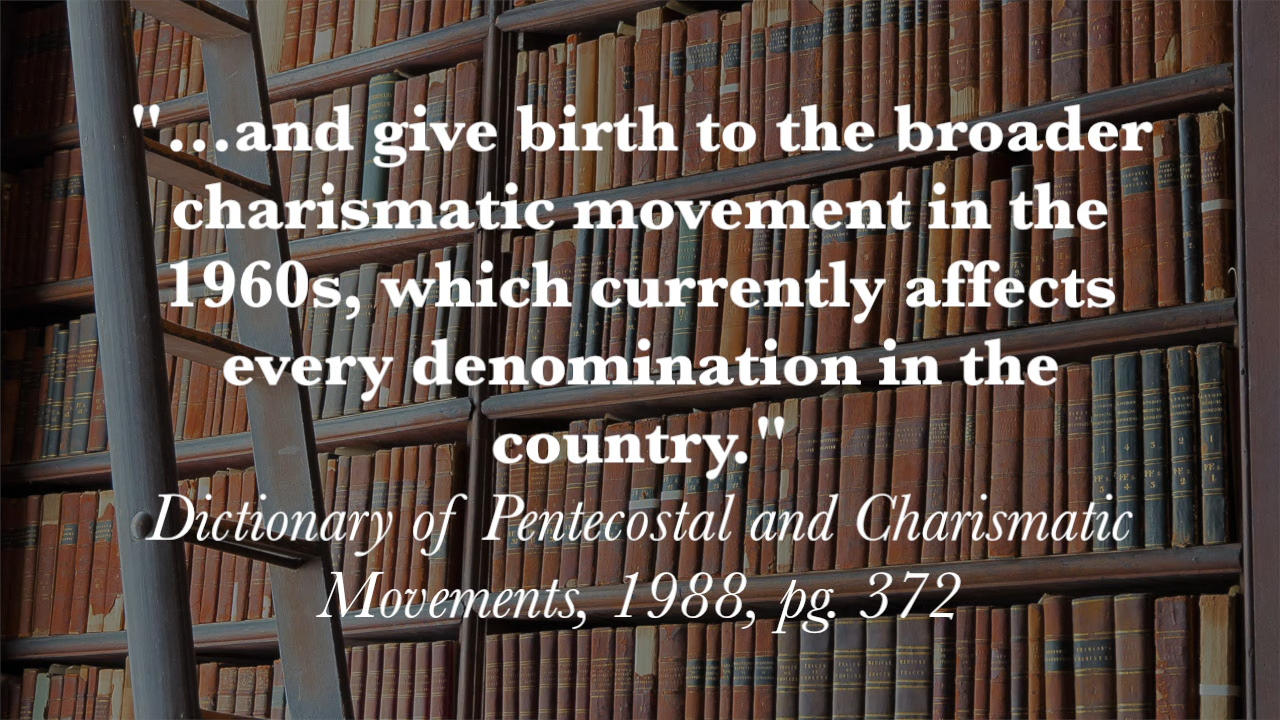 "...and give birth to the broader
charismatic movement in the
1960s, which currently affects
every denomination in the
country."
Dictionary of Pentecostal and Charismatic
Movements, 1988, pg. 372